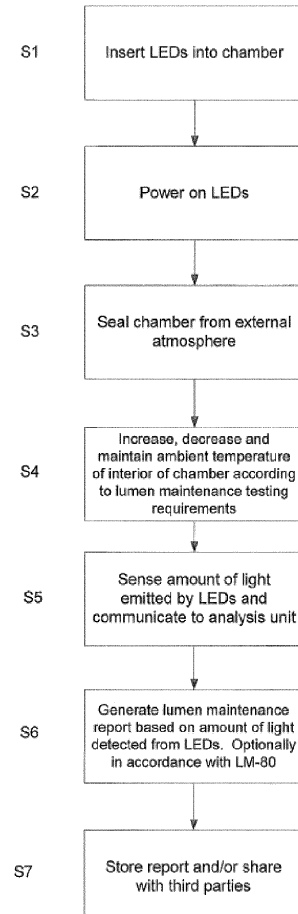 S1
Insert LEDs into chamber
S2
Power on LEDs
S3
Seal chamber from external
atmosphere
S4
Increase, decrease and
maintain ambient temperature
of interior of chamber according
to lumen maintenance testing
requirements
S5
Sense amount of light
emitted by LEDs and
communicate to analysis unit
S6
Generate lumen maintenance
report based on amount of light
detected from LEDs.  Optionally
in accordance with LM-80
S7
Store report and/or share
with third parties